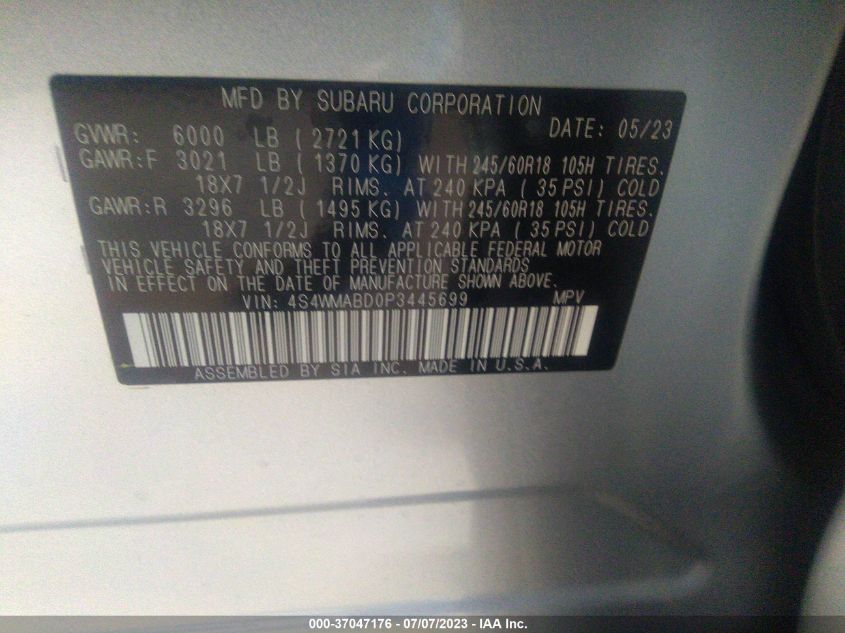 MFD BY SUBARU CORPORATION
GVWR: 6000 LB ( 2721 KG) DATE: 05/23
GAWR:F 3021 LB ( 1370 KG) WITH 245/60R18 105H TIRES.
18X7 1/2J RIMS. AT 240 KPA ( 35 PSI) COLD
GAWR:R 3296 LB ( 1495 KG) WITH 245/60R18 105H TIRES.
18X7 1/2J RIMS. AT 240 KPA ( 35 PSI) COLD
THIS VEHICLE CONFORMS TO ALL APPLICABLE FEDERAL MOTOR
VEHICLE SAFETY AND THEFT PREVENTION STANDARDS
IN EFFECT ON THE DATE OF MANUFACTURE SHOWN ABOVE.
VIN: 4S4WMABD0P3445699 MPV
ASSEMBLED BY SIA INC. MADE IN U.S.A.
000-37047176 - 07/07/2023 - IAA Inc.